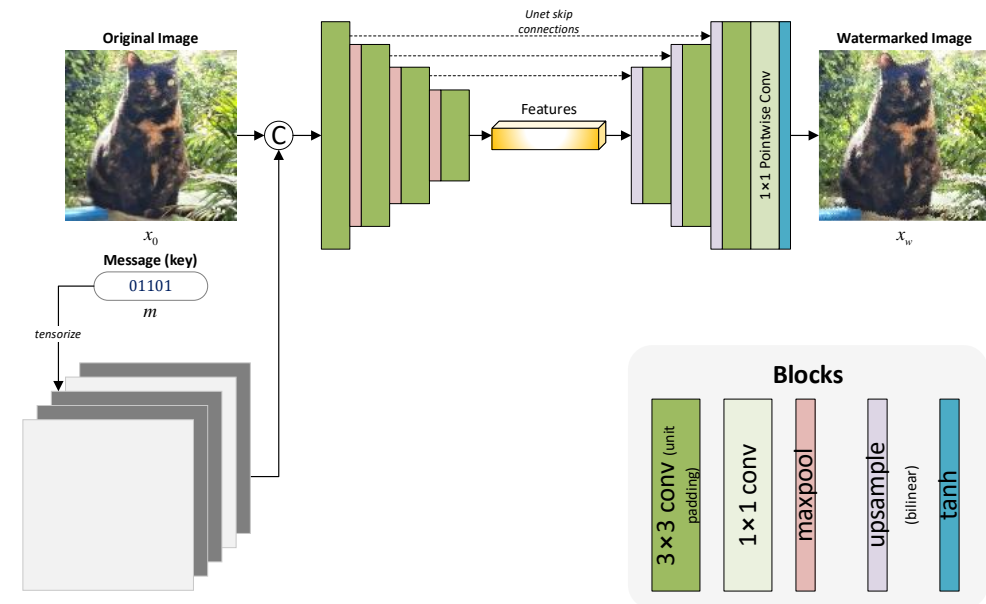 Unet skip
connections
Original Image
Watermarked Image
C
Features
1×1 Pointwise Conv
x₀
x_w
Message (key)
01101
m
tensorize
Blocks
3×3 conv (unit
padding)
1×1 conv
maxpool
upsample
(bilinear)
tanh